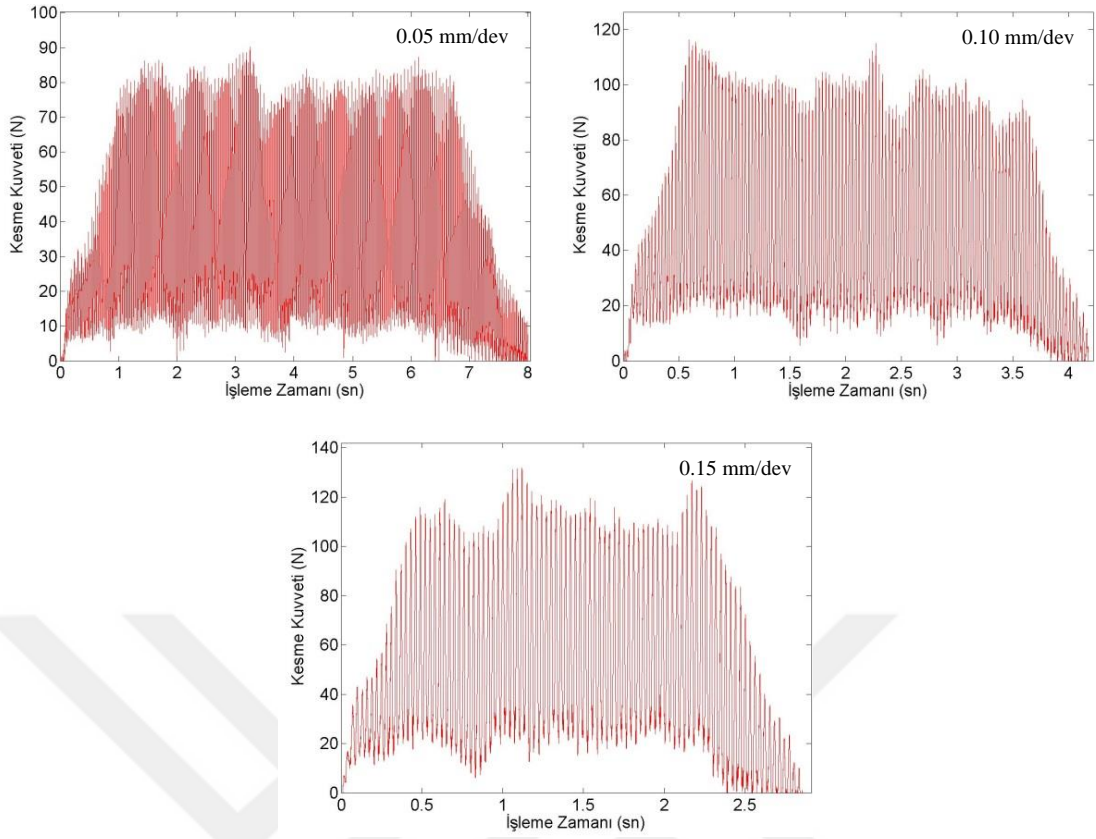 0.05 mm/dev
100
90
80
70
60
50
40
30
20
10
0
Kesme Kuvveti (N)
0 1 2 3 4 5 6 7 8
İşleme Zamanı (sn)
0.10 mm/dev
120
100
80
60
40
20
0
Kesme Kuvveti (N)
0 0.5 1 1.5 2 2.5 3 3.5 4
İşleme Zamanı (sn)
0.15 mm/dev
140
120
100
80
60
40
20
0
Kesme Kuvveti (N)
0 0.5 1 1.5 2 2.5
İşleme Zamanı (sn)